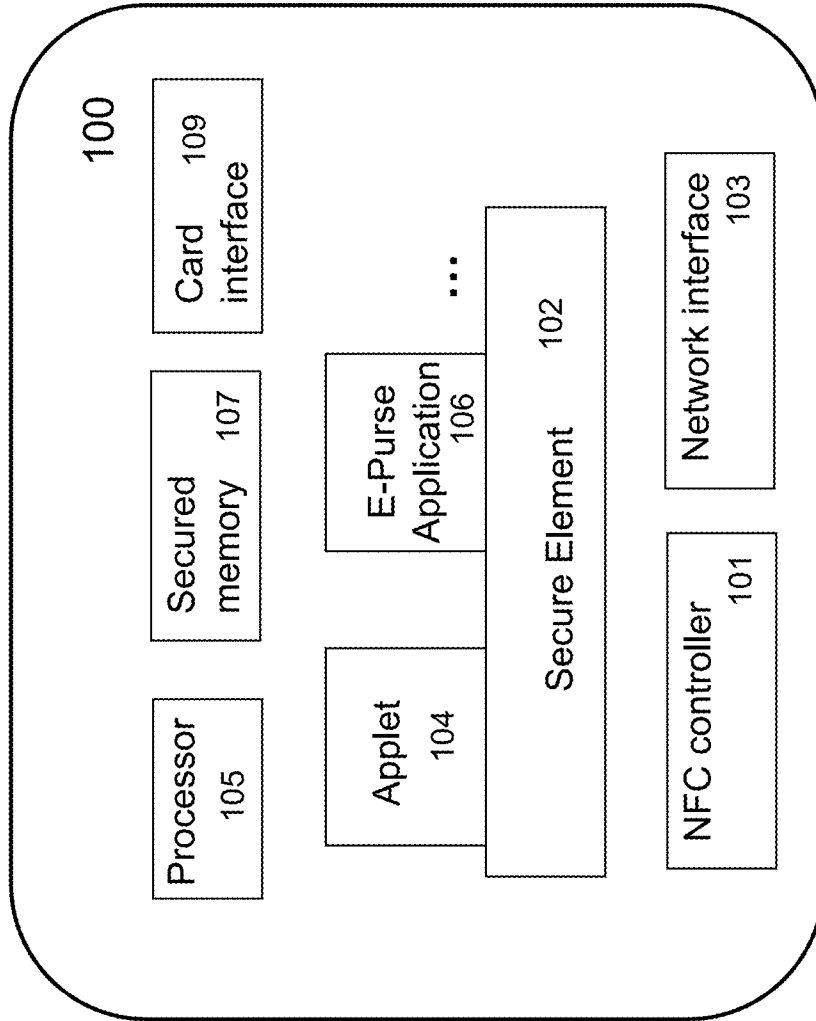 100
Processor
105
Secured
memory 107
Card 109
interface
Applet
104
E-Purse
Application
106
...
Secure Element 102
NFC controller
101
Network interface
103